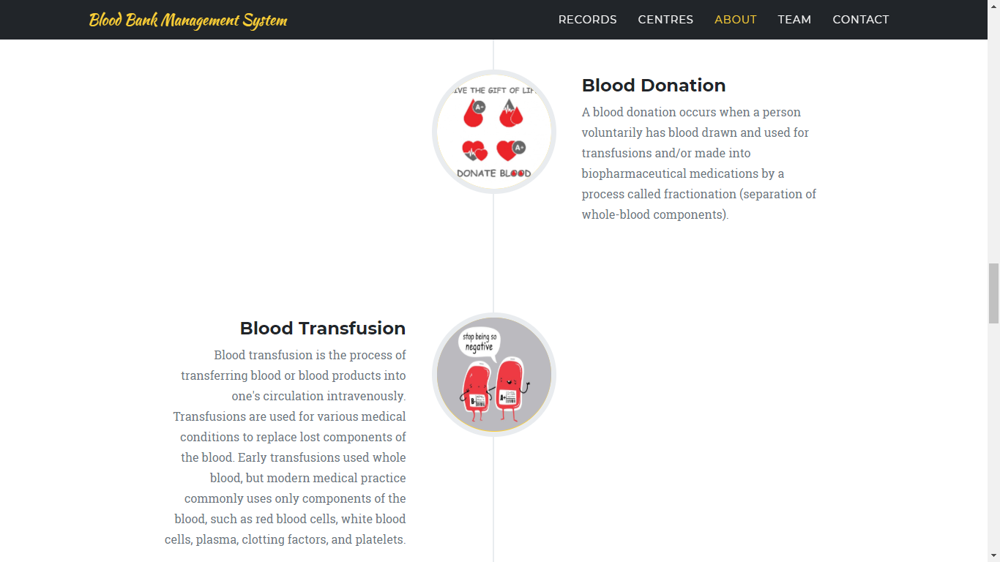 Blood Bank Management System
RECORDS CENTRES ABOUT TEAM CONTACT
IVE THE GIFT OF LIF
A+
A+
DONATE BLOOD
Blood Donation
A blood donation occurs when a person
voluntarily has blood drawn and used for
transfusions and/or made into
biopharmaceutical medications by a
process called fractionation (separation of
whole-blood components).
Blood Transfusion
Blood transfusion is the process of
transferring blood or blood products into
one's circulation intravenously.
Transfusions are used for various medical
conditions to replace lost components of
the blood. Early transfusions used whole
blood, but modern medical practice
commonly uses only components of the
blood, such as red blood cells, white blood
cells, plasma, clotting factors, and platelets.
stop being so
negative
B-
A+